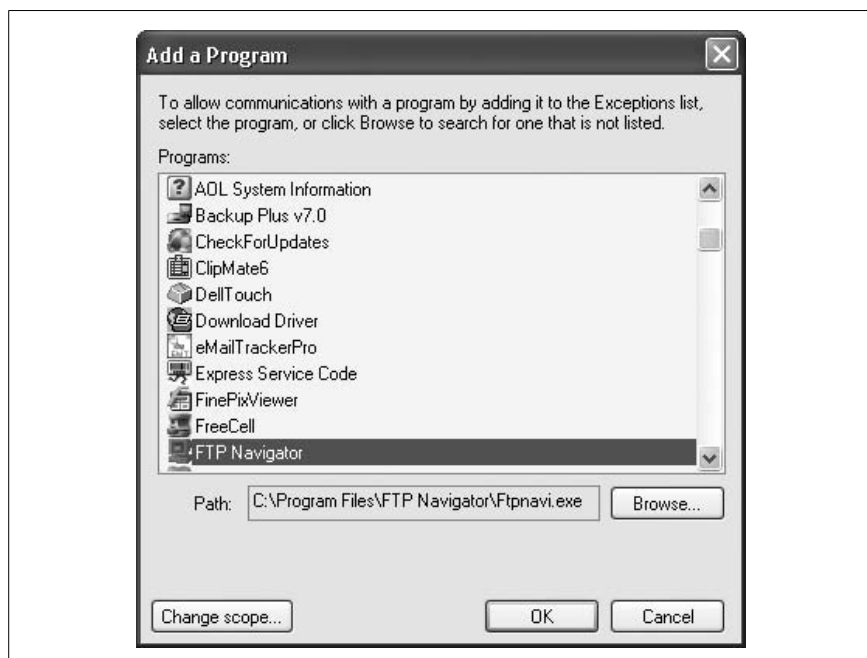 Add a Program
To allow communications with a program by adding it to the Exceptions list,
select the program, or click Browse to search for one that is not listed.
Programs:
AOL System Information
Backup Plus v7.0
CheckForUpdates
ClipMate6
DellTouch
Download Driver
eMailTrackerPro
Express Service Code
FinePixViewer
FreeCell
FTP Navigator
Path: C:\Program Files\FTP Navigator\Ftpnavi.exe Browse...
Change scope... OK Cancel